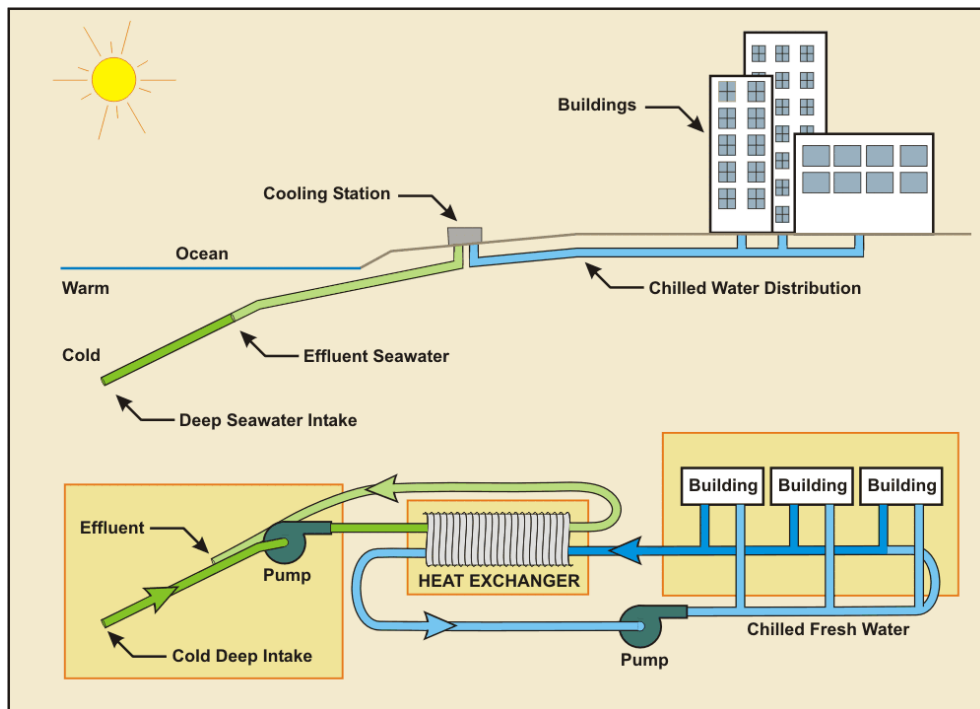 Buildings
Cooling Station
Ocean
Warm
Chilled Water Distribution
Cold
Effluent Seawater
Deep Seawater Intake
Building
Building
Building
Effluent
Pump
HEAT EXCHANGER
Chilled Fresh Water
Cold Deep Intake
Pump